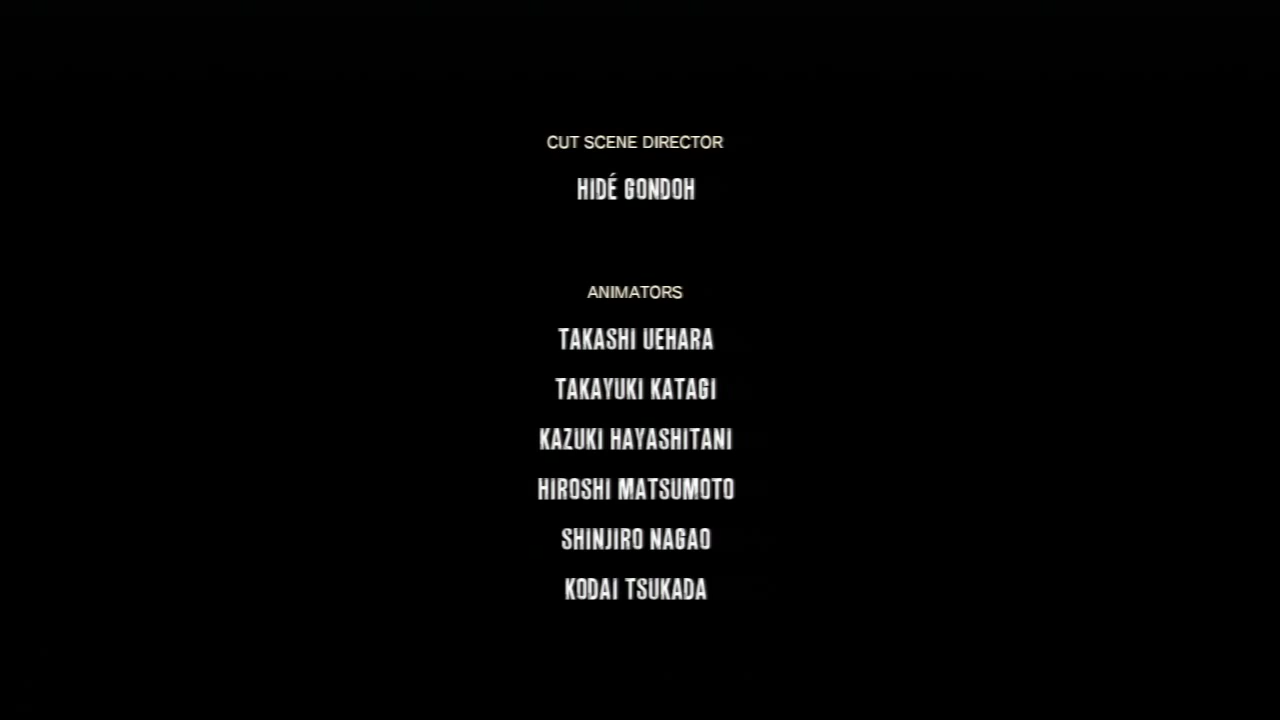 CUT SCENE DIRECTOR
HIDÉ GONDOH
ANIMATORS
TAKASHI UEHARA
TAKAYUKI KATAGI
KAZUKI HAYASHITANI
HIROSHI MATSUMOTO
SHINJIRO NAGAO
KODAI TSUKADA